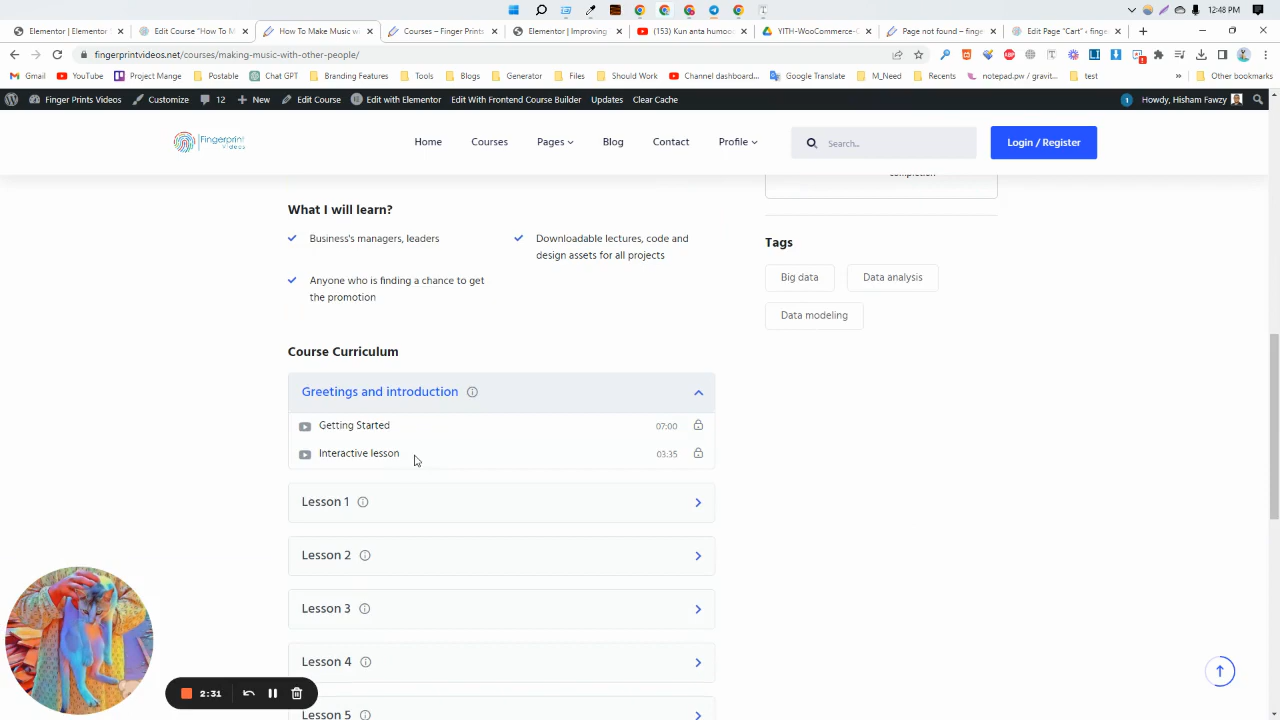 12:48 PM
Elementor | Elementor
Edit Course "How To M
How To Make Music wi
Courses – Finger Prints
Elementor | Improving
(153) Kun anta humoo
YITH-WooCommerce-C
Page not found – finge
Edit Page "Cart" ‹ finge
fingerprintvideos.net/courses/making-music-with-other-people/
Gmail
YouTube
Project Mange
Postable
Chat GPT
Branding Features
Tools
Blogs
Generator
Files
Should Work
Channel dashboard...
Google Translate
M_Need
Recents
notepad.pw / gravit...
test
Other bookmarks
Finger Prints Videos
Customize
12
New
Edit Course
Edit with Elementor
Edit With Frontend Course Builder
Updates
Clear Cache
1
Howdy, Hisham Fawzy
Fingerprint
Videos
Home
Courses
Pages
Blog
Contact
Profile
Search...
Login / Register
completion
What I will learn?
Business's managers, leaders
Downloadable lectures, code and
design assets for all projects
Anyone who is finding a chance to get
the promotion
Tags
Big data
Data analysis
Data modeling
Course Curriculum
Greetings and introduction
Getting Started
07:00
Interactive lesson
03:35
Lesson 1
Lesson 2
Lesson 3
Lesson 4
Lesson 5
2:31